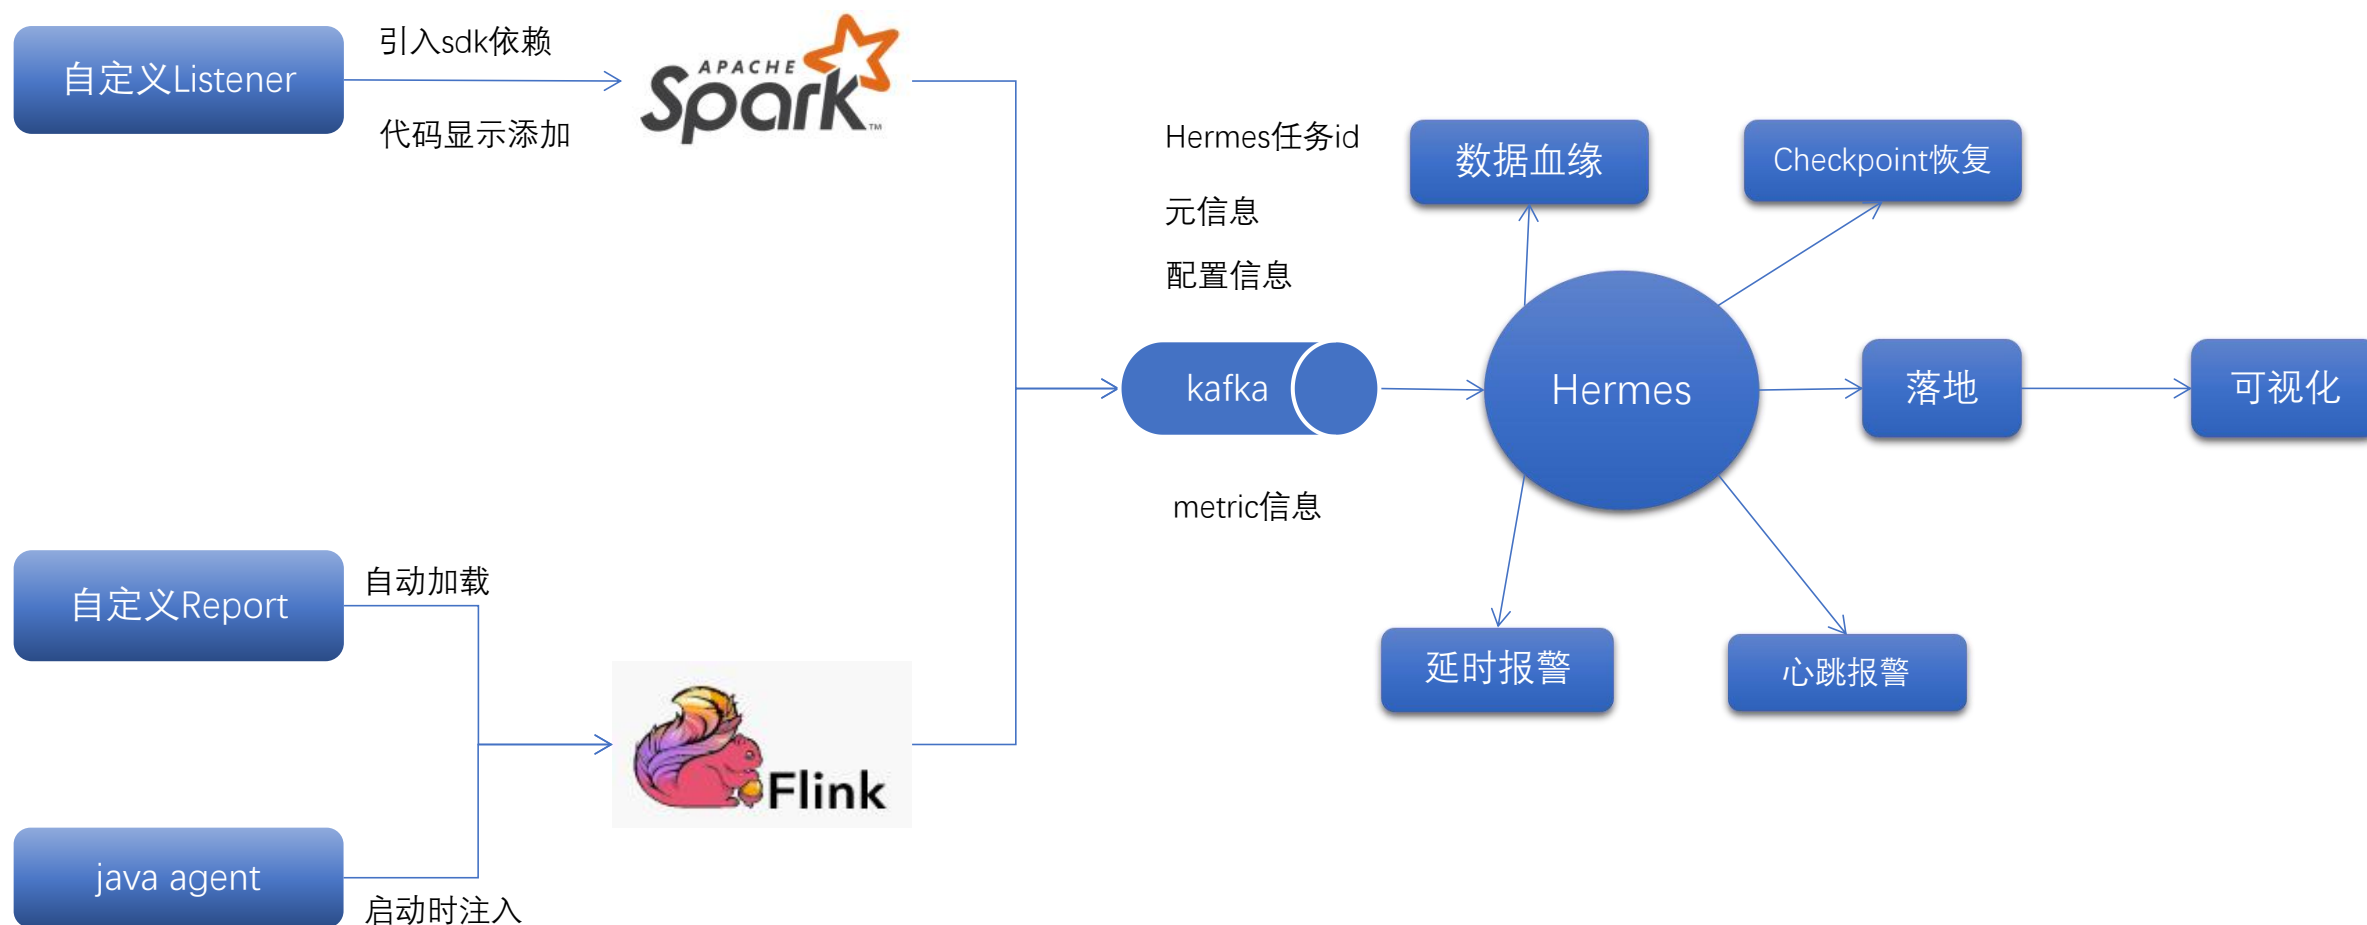 自定义Listener
引入sdk依赖
代码显示添加
APACHE
Spark
TM
Hermes任务id
元信息
配置信息
数据血缘
Checkpoint恢复
kafka
Hermes
落地
可视化
metric信息
自定义Report
自动加载
延时报警
心跳报警
Flink
java agent
启动时注入